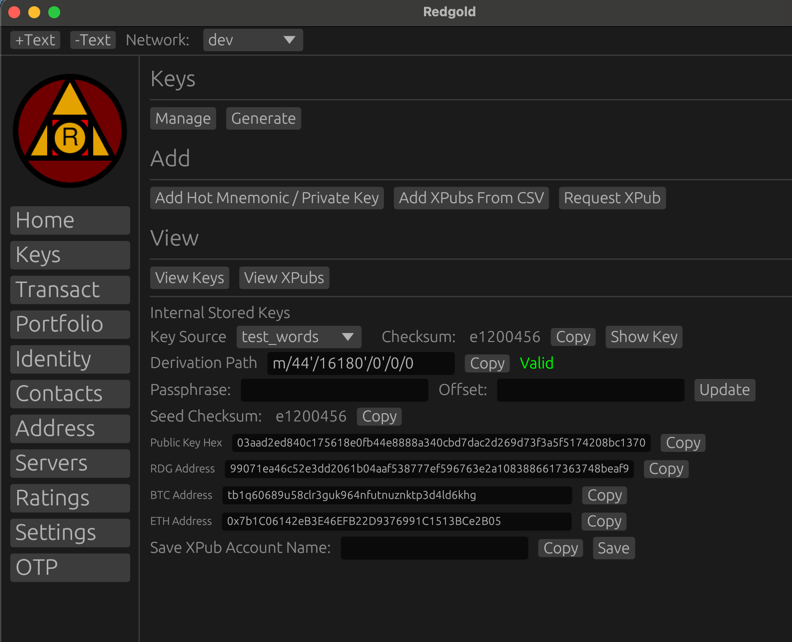 Redgold
+Text -Text Network: dev
R
Home
Keys
Transact
Portfolio
Identity
Contacts
Address
Servers
Ratings
Settings
OTP
Keys
Manage Generate
Add
Add Hot Mnemonic / Private Key Add XPubs From CSV Request XPub
View
View Keys View XPubs
Internal Stored Keys
Key Source test_words Checksum: e1200456 Copy Show Key
Derivation Path m/44'/16180'/0'/0/0 Copy Valid
Passphrase: Offset: Update
Seed Checksum: e1200456 Copy
Public Key Hex 03aad2ed840c175618e0fb44e8888a340cbd7dac2d269d73f3a5f5174208bc1370 Copy
RDG Address 99071ea46c52e3dd2061b04aaf538777ef596763e2a1083886617363748beaf9 Copy
BTC Address tb1q60689u58clr3guk964nfutnuznktp3d4ld6khg Copy
ETH Address 0x7b1C06142eB3E46EFB22D9376991C1513BCe2B05 Copy
Save XPub Account Name: Copy Save